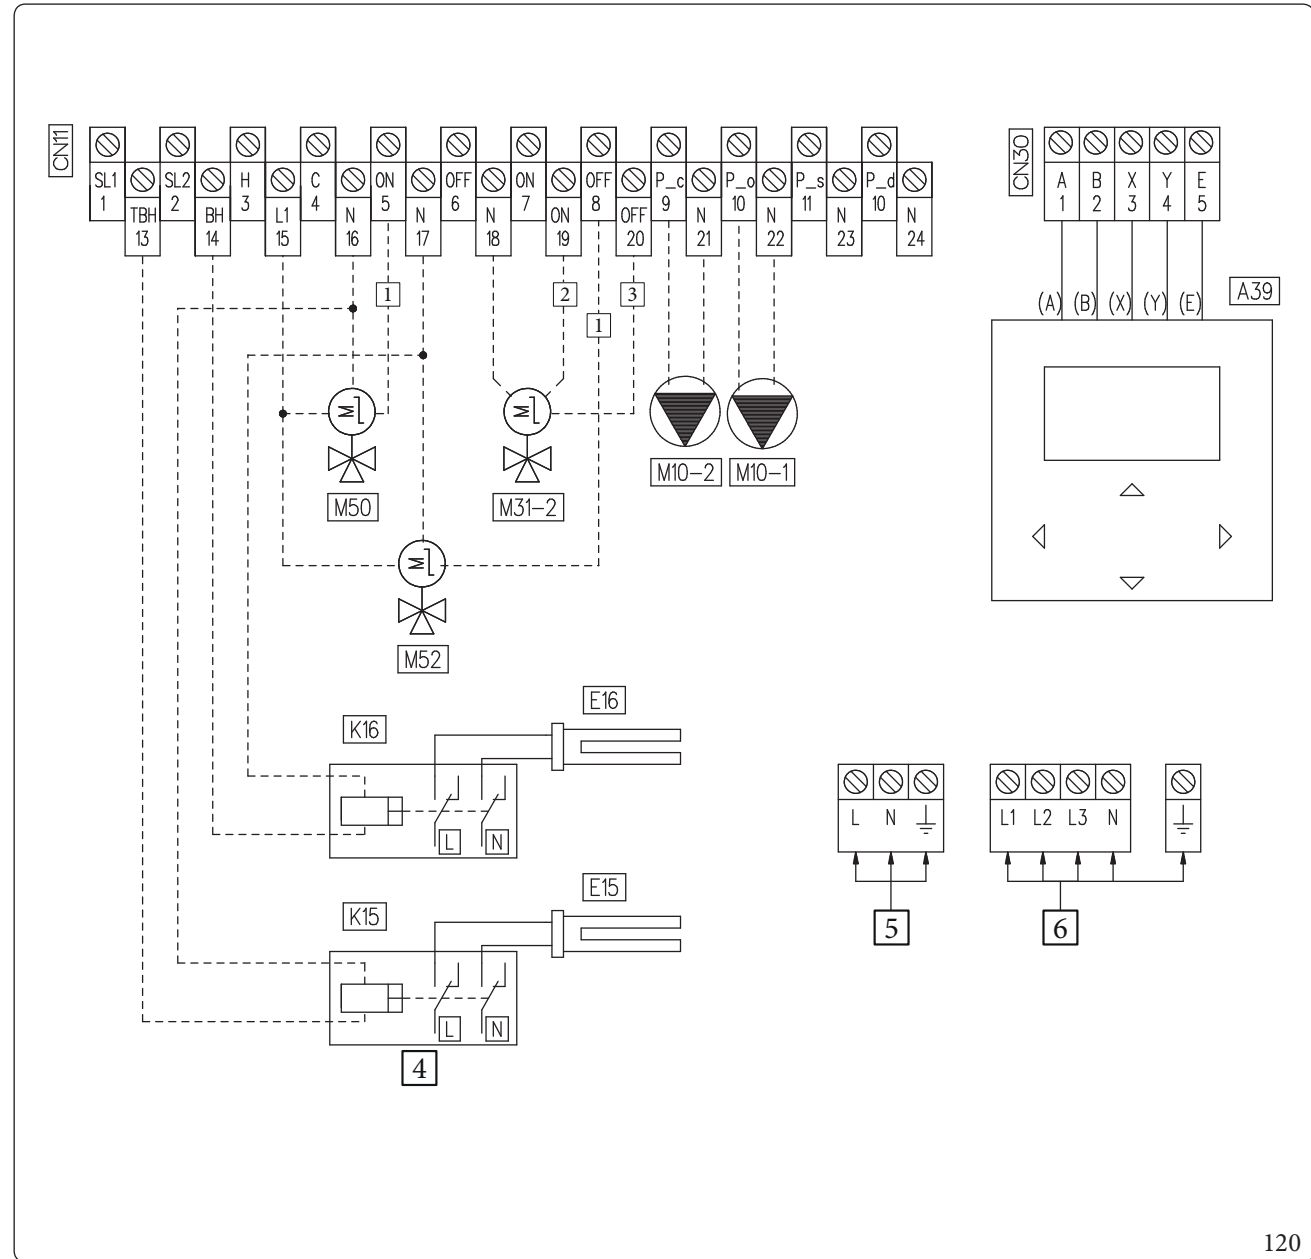 CN11
SL1 SL2 H C ON OFF ON OFF P_c P_o P_s P_d
1 2 3 4 5 6 7 8 9 10 11 10
TBH BH L1 N N N ON OFF N N N N
13 14 15 16 17 18 19 20 21 22 23 24
CN30
A B X Y E
1 2 3 4 5
(A) (B) (X) (Y) (E)
A39
1
2
3
1
M
M
M50
M31-2
M10-2
M10-1
M
M52
E16
K16
L
N
E15
K15
L
N
4
L N
5
L1 L2 L3 N
6
120